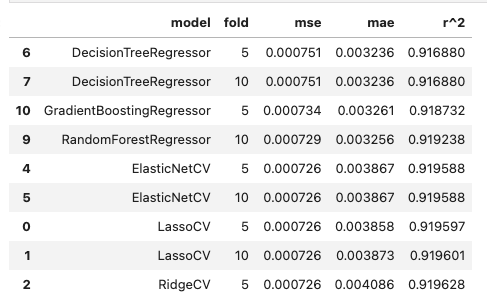 model fold mse mae r^2
6 DecisionTreeRegressor 5 0.000751 0.003236 0.916880
7 DecisionTreeRegressor 10 0.000751 0.003236 0.916880
10 GradientBoostingRegressor 5 0.000734 0.003261 0.918732
9 RandomForestRegressor 10 0.000729 0.003256 0.919238
4 ElasticNetCV 5 0.000726 0.003867 0.919588
5 ElasticNetCV 10 0.000726 0.003867 0.919588
0 LassoCV 5 0.000726 0.003858 0.919597
1 LassoCV 10 0.000726 0.003873 0.919601
2 RidgeCV 5 0.000726 0.004086 0.919628